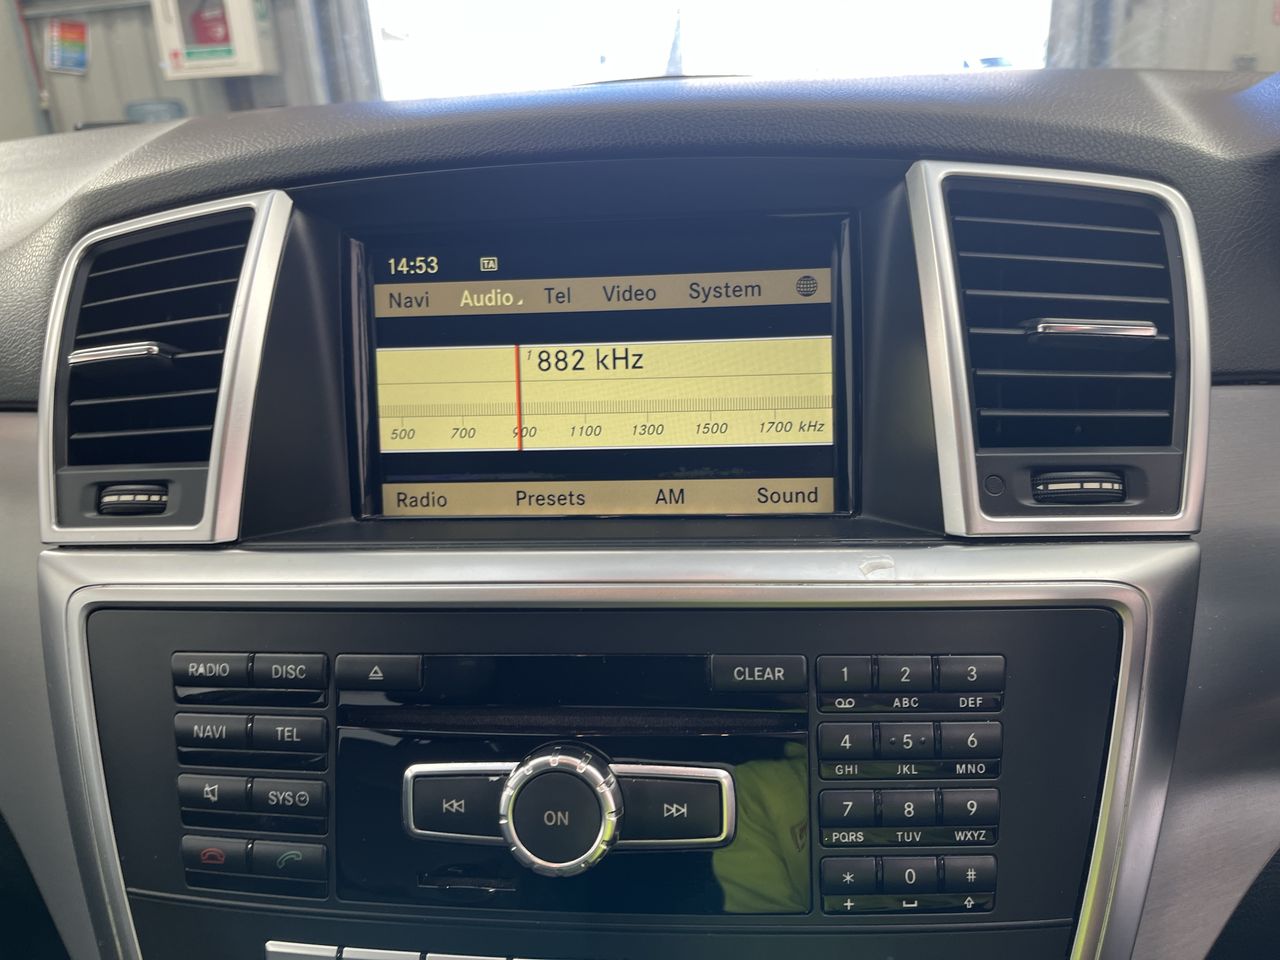 14:53 TA
Navi Audio Tel Video System
1 882 kHz
500 700 900 1100 1300 1500 1700 kHz
Radio Presets AM Sound
RADIO DISC CLEAR 1 2 3
ABC DEF
NAVI TEL 4 5 6
GHI JKL MNO
SYS ON 7 8 9
PQRS TUV WXYZ
* 0 #
+